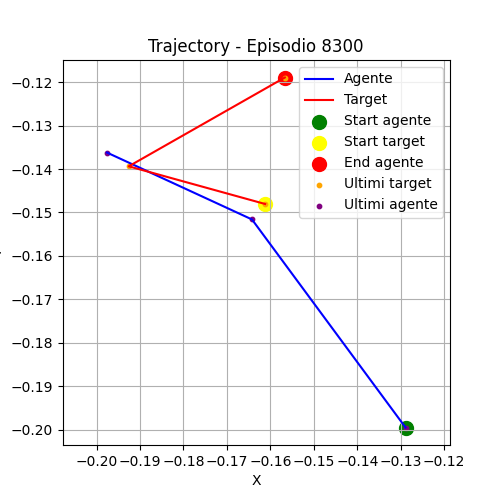 Trajectory - Episodio 8300
−0.12
−0.13
−0.14
−0.15
−0.16
−0.17
−0.18
−0.19
−0.20
Agente
Target
Start agente
Start target
End agente
Ultimi target
Ultimi agente
−0.20 −0.19 −0.18 −0.17 −0.16 −0.15 −0.14 −0.13 −0.12
X